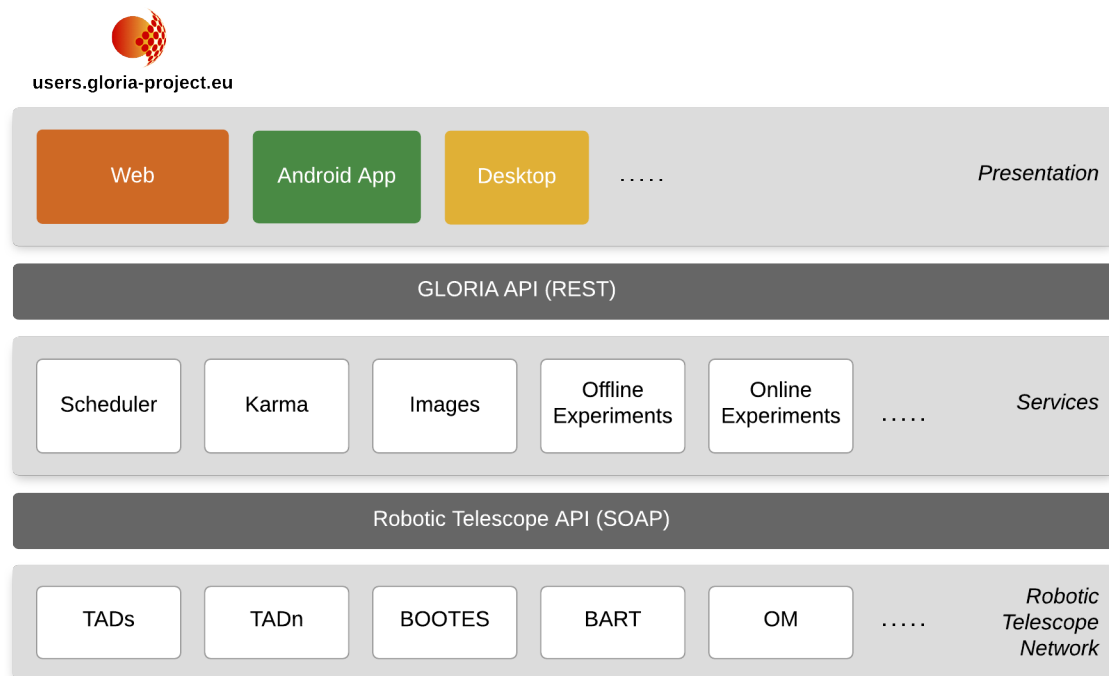 users.gloria-project.eu
Web
Android App
Desktop
.....
Presentation
GLORIA API (REST)
Scheduler
Karma
Images
Offline
Experiments
Online
Experiments
.....
Services
Robotic Telescope API (SOAP)
TADs
TADn
BOOTES
BART
OM
.....
Robotic
Telescope
Network